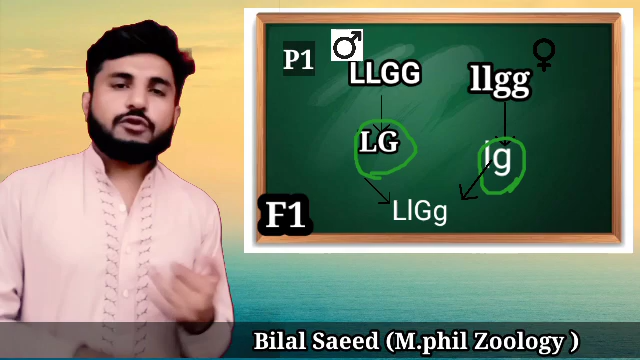 P1 ♂ LLGG llgg ♀
LG lg
F1 LlGg
Bilal Saeed (M.phil Zoology )